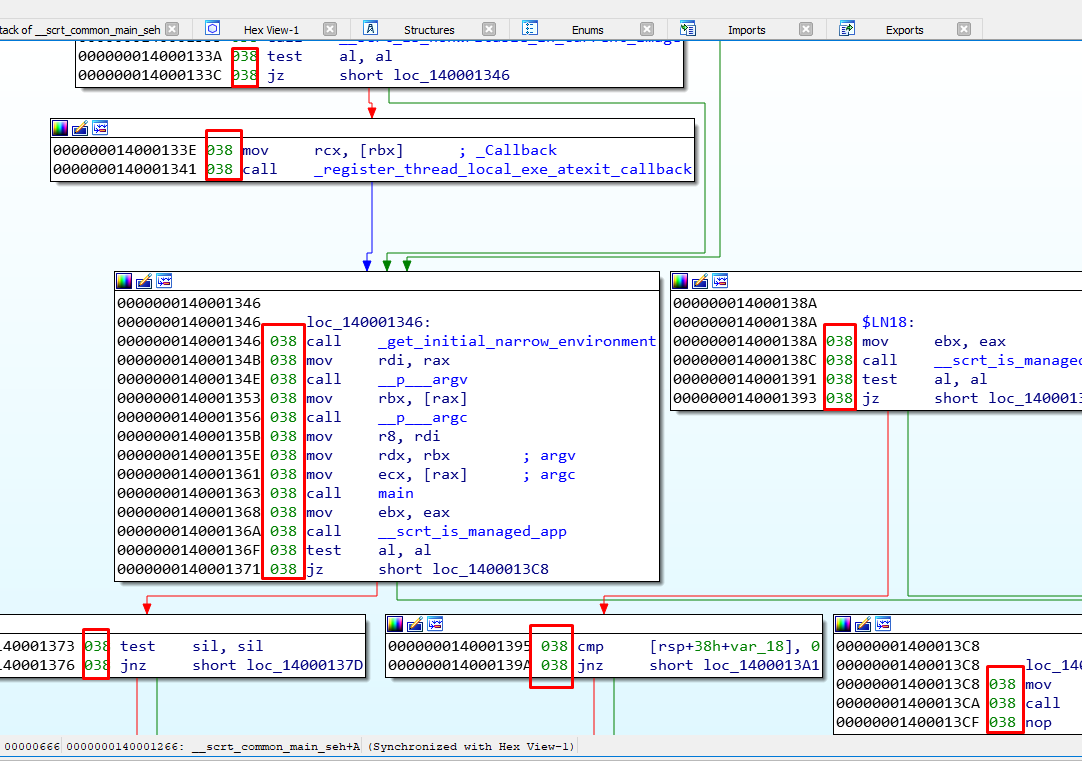 tack of __scrt_common_main_seh Hex View-1 Structures Enums Imports Exports
000000014000133A 038 test al, al
000000014000133C 038 jz short loc_140001346
000000014000133E 038 mov rcx, [rbx] ; _Callback
0000000140001341 038 call _register_thread_local_exe_atexit_callback
0000000140001346
0000000140001346 loc_140001346:
0000000140001346 038 call _get_initial_narrow_environment
000000014000134B 038 mov rdi, rax
000000014000134E 038 call __p___argv
0000000140001353 038 mov rbx, [rax]
0000000140001356 038 call __p___argc
000000014000135B 038 mov r8, rdi
000000014000135E 038 mov rdx, rbx ; argv
0000000140001361 038 mov ecx, [rax] ; argc
0000000140001363 038 call main
0000000140001368 038 mov ebx, eax
000000014000136A 038 call __scrt_is_managed_app
000000014000136F 038 test al, al
0000000140001371 038 jz short loc_1400013C8
000000014000138A
000000014000138A $LN18:
000000014000138A 038 mov ebx, eax
000000014000138C 038 call __scrt_is_managed
0000000140001391 038 test al, al
0000000140001393 038 jz short loc_140001
140001373 038 test sil, sil
140001376 038 jnz short loc_14000137D
0000000140001395 038 cmp [rsp+38h+var_18], 0
000000014000139A 038 jnz short loc_1400013A1
00000001400013C8
00000001400013C8 loc_140
00000001400013C8 038 mov
00000001400013CA 038 call
00000001400013CF 038 nop
00000666 0000000140001266: __scrt_common_main_seh+A (Synchronized with Hex View-1)